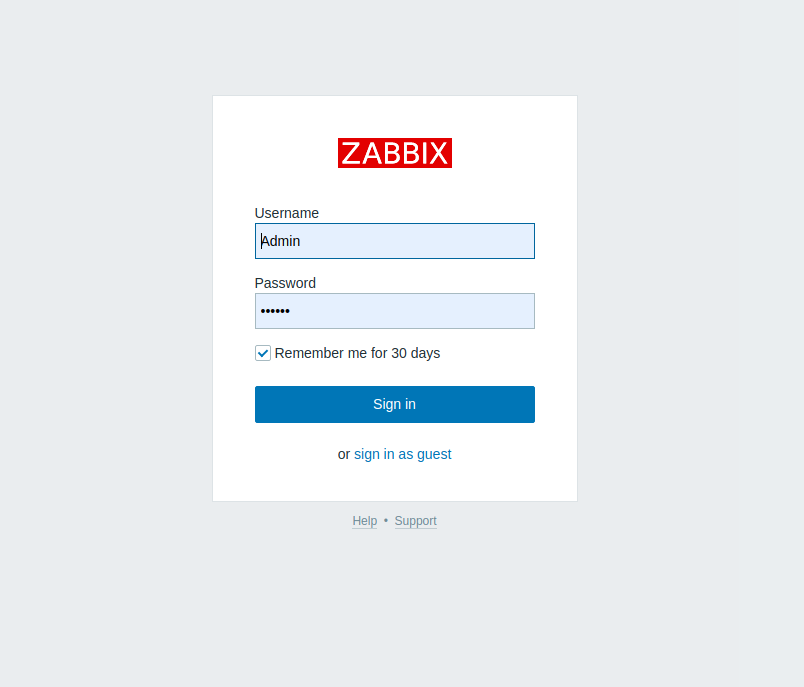 ZABBIX
Username
Admin
Password
••••••
Remember me for 30 days
Sign in
or sign in as guest
Help • Support